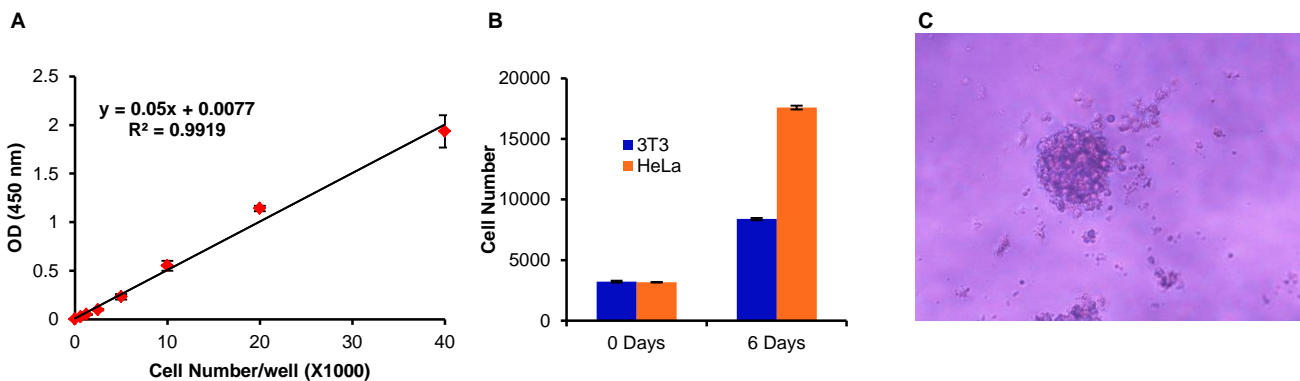 A
B
C
2.5
2
1.5
1
0.5
0
OD (450 nm)
y = 0.05x + 0.0077
R² = 0.9919
0 10 20 30 40
Cell Number/well (X1000)
20000
15000
10000
5000
0
Cell Number
3T3
HeLa
0 Days 6 Days